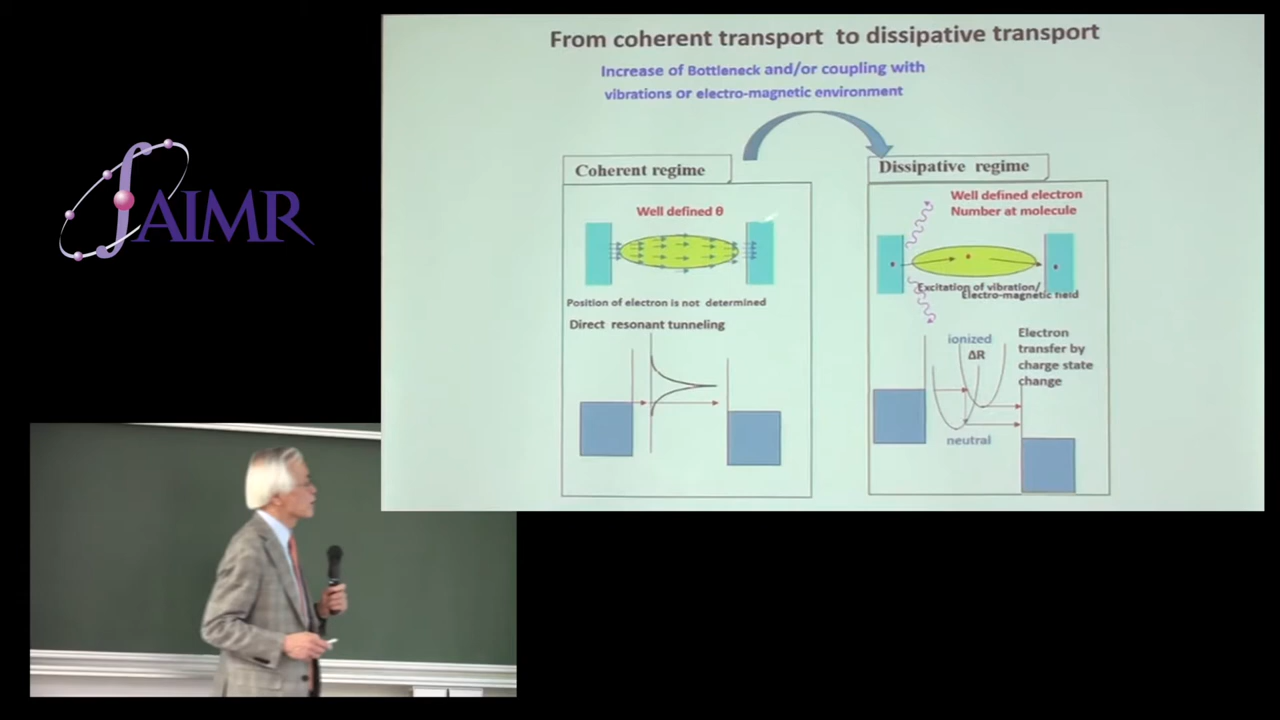 AIMR
From coherent transport to dissipative transport
Increase of Bottleneck and/or coupling with
vibrations or electro-magnetic environment
Coherent regime
Well defined θ
Position of electron is not determined
Direct resonant tunneling
Dissipative regime
Well defined electron
Number at molecule
Excitation of vibration/
Electro-magnetic field
ionized
ΔR
neutral
Electron
transfer by
charge state
change